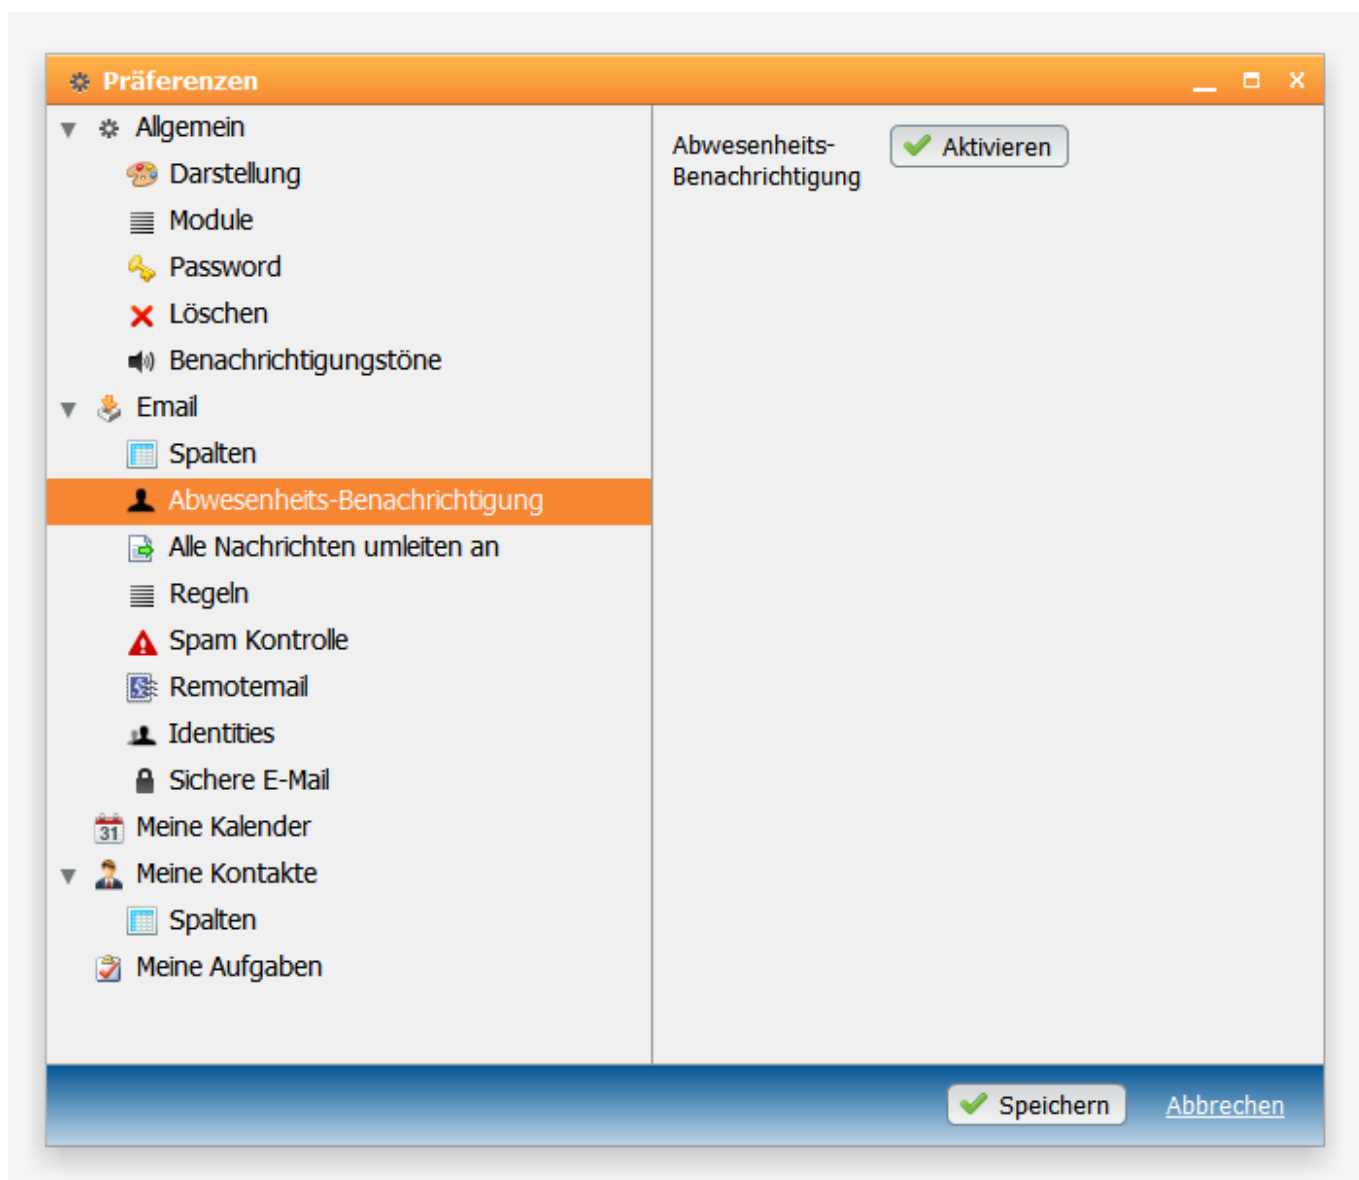 Präferenzen
Allgemein
Darstellung
Module
Password
Löschen
Benachrichtigungstöne
Email
Spalten
Abwesenheits-Benachrichtigung
Alle Nachrichten umleiten an
Regeln
Spam Kontrolle
Remotemail
Identities
Sichere E-Mail
31
Meine Kalender
Meine Kontakte
Spalten
Meine Aufgaben
Abwesenheits-
Benachrichtigung
Aktivieren
Speichern
Abbrechen